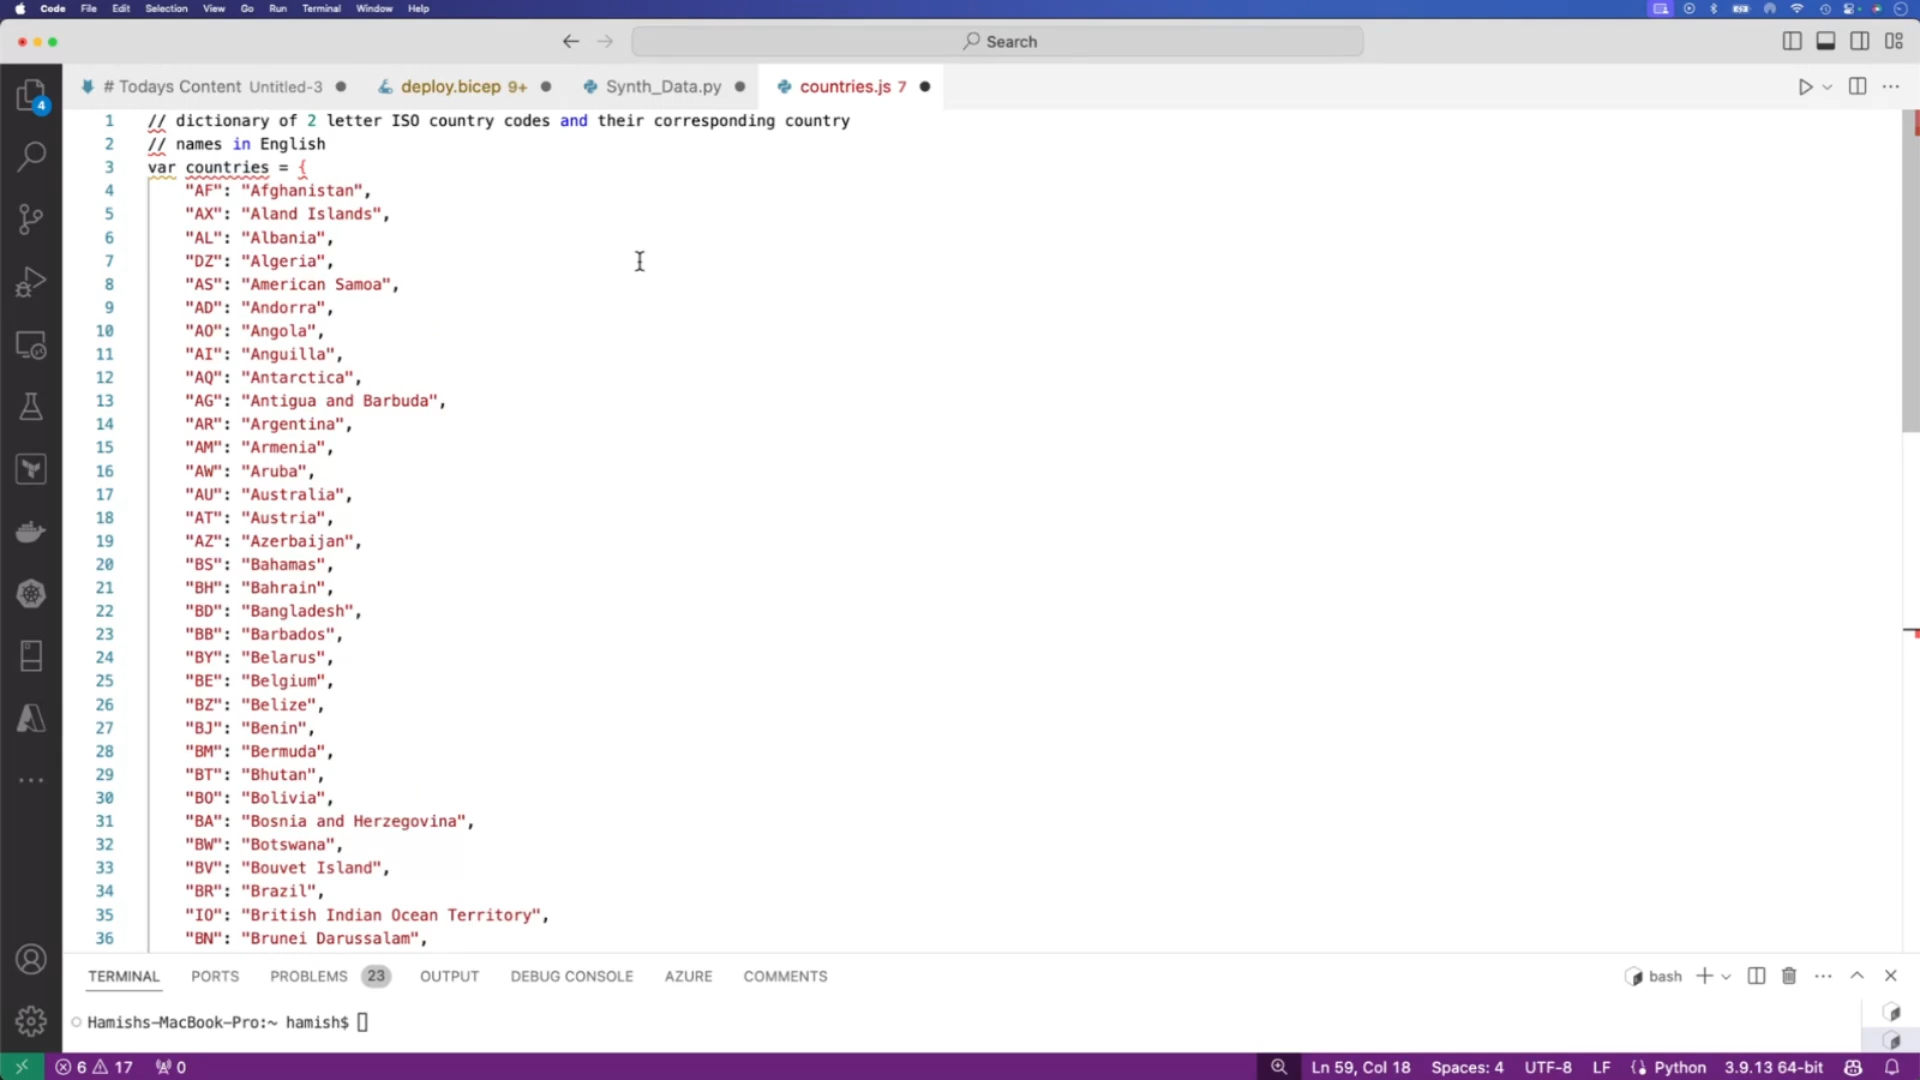 Code File Edit Selection View Go Run Terminal Window Help
Search
# Todays Content Untitled-3
deploy.bicep 9+
Synth_Data.py
countries.js 7
4
1 // dictionary of 2 letter ISO country codes and their corresponding country
2 // names in English
3 var countries = {
4 "AF": "Afghanistan",
5 "AX": "Aland Islands",
6 "AL": "Albania",
7 "DZ": "Algeria",
8 "AS": "American Samoa",
9 "AD": "Andorra",
10 "AO": "Angola",
11 "AI": "Anguilla",
12 "AQ": "Antarctica",
13 "AG": "Antigua and Barbuda",
14 "AR": "Argentina",
15 "AM": "Armenia",
16 "AW": "Aruba",
17 "AU": "Australia",
18 "AT": "Austria",
19 "AZ": "Azerbaijan",
20 "BS": "Bahamas",
21 "BH": "Bahrain",
22 "BD": "Bangladesh",
23 "BB": "Barbados",
24 "BY": "Belarus",
25 "BE": "Belgium",
26 "BZ": "Belize",
27 "BJ": "Benin",
28 "BM": "Bermuda",
29 "BT": "Bhutan",
30 "BO": "Bolivia",
31 "BA": "Bosnia and Herzegovina",
32 "BW": "Botswana",
33 "BV": "Bouvet Island",
34 "BR": "Brazil",
35 "IO": "British Indian Ocean Territory",
36 "BN": "Brunei Darussalam",
TERMINAL PORTS PROBLEMS 23 OUTPUT DEBUG CONSOLE AZURE COMMENTS bash
Hamishs-MacBook-Pro:~ hamish$
6 17 0 Ln 59, Col 18 Spaces: 4 UTF-8 LF Python 3.9.13 64-bit